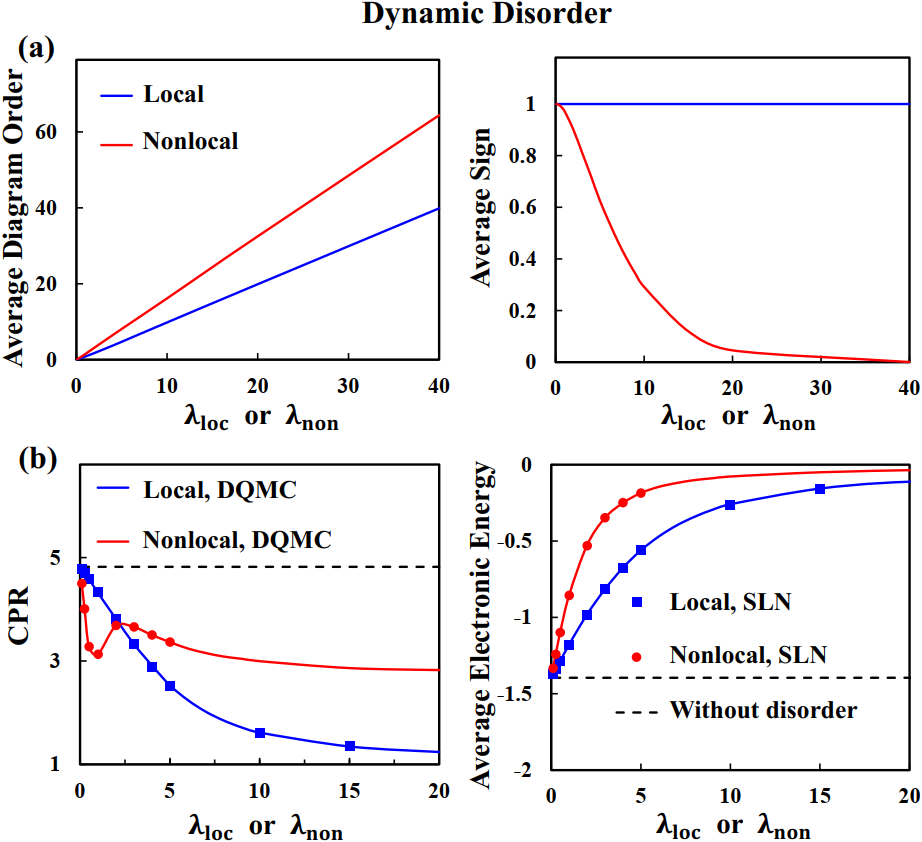 Dynamic Disorder
(a)
Average Diagram Order
Local
Nonlocal
60
40
20
0
0 10 20 30 40
λloc or λnon
Average Sign
1
0.8
0.6
0.4
0.2
0
0 10 20 30 40
λloc or λnon
(b)
CPR
Local, DQMC
Nonlocal, DQMC
5
3
1
0 5 10 15 20
λloc or λnon
Average Electronic Energy
0
-0.5
-1
-1.5
-2
Local, SLN
Nonlocal, SLN
Without disorder
0 5 10 15 20
λloc or λnon